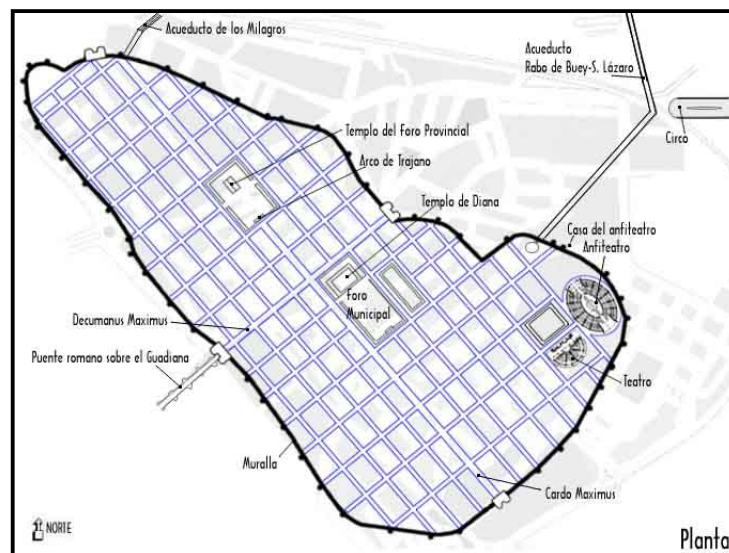 Acueducto de los Milagros
Acueducto
Rabo de Buey-S. Lázaro
Circo
Templo del Foro Provincial
Arco de Trajano
Templo de Diana
Casa del anfiteatro
Anfiteatro
Foro
Municipal
Decumanus Maximus
Puente romano sobre el Guadiana
Teatro
Muralla
Cardo Maximus
NORTE
Planta